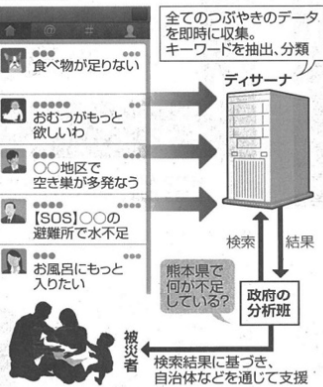 全てのつぶやきのデータ
を即時に収集。
キーワードを抽出、分類
ディサーナ
食べ物が足りない
おむつがもっと
欲しいわ
○○地区で
空き巣が多発なう
【SOS】○○の
避難所で水不足
お風呂にもっと
入りたい
検索
結果
熊本県で
何が不足
している?
政府の
分析班
被災者
検索結果に基づき、
自治体などを通じて支援